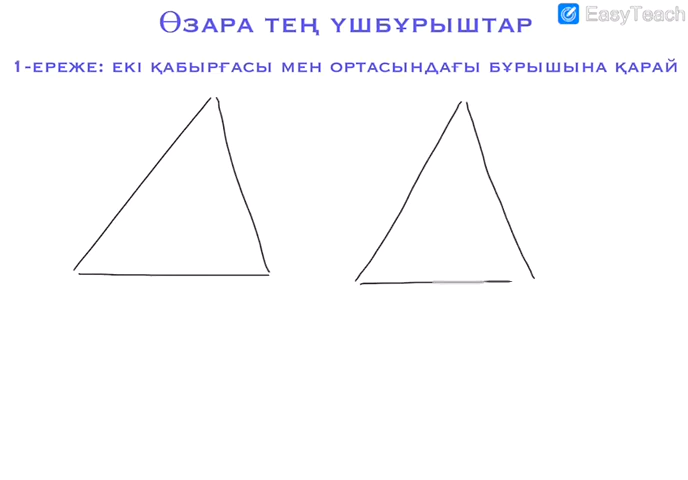 Өзара тең үшбұрыштар
EasyTeach
1-ереже: екі қабырғасы мен ортасындағы бұрышына қарай